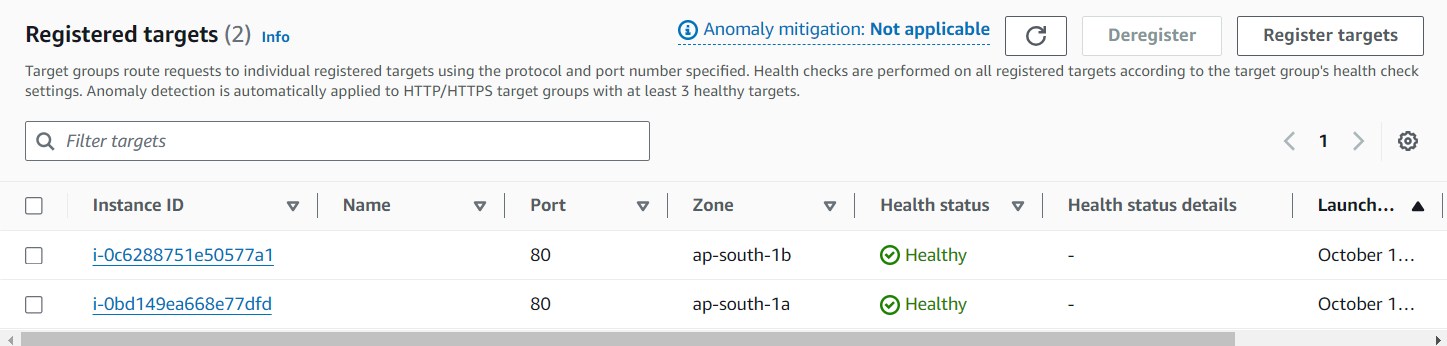 Registered targets (2) Info
Anomaly mitigation: Not applicable
Deregister
Register targets
Target groups route requests to individual registered targets using the protocol and port number specified. Health checks are performed on all registered targets according to the target group's health check
settings. Anomaly detection is automatically applied to HTTP/HTTPS target groups with at least 3 healthy targets.
Filter targets
1
Instance ID Name Port Zone Health status Health status details Launch...
i-0c6288751e50577a1 80 ap-south-1b Healthy - October 1...
i-0bd149ea668e77dfd 80 ap-south-1a Healthy - October 1...